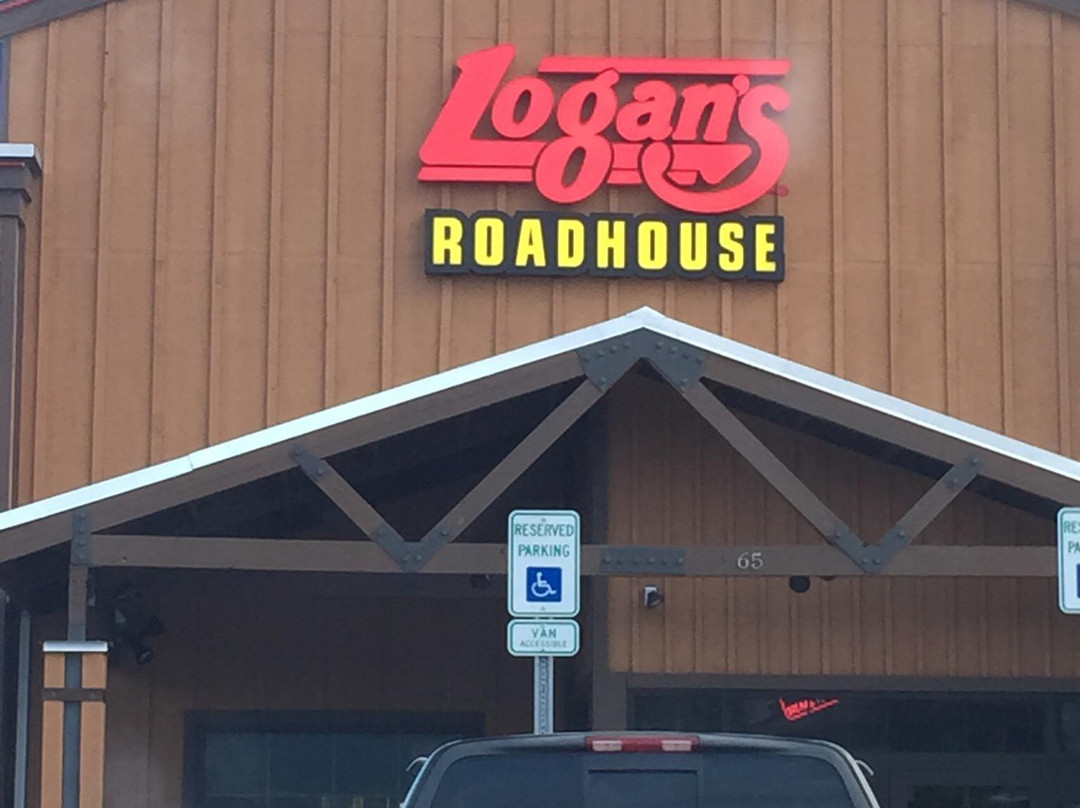 Logan's
ROADHOUSE
RESERVED
PARKING
65
VAN
ACCESSIBLE